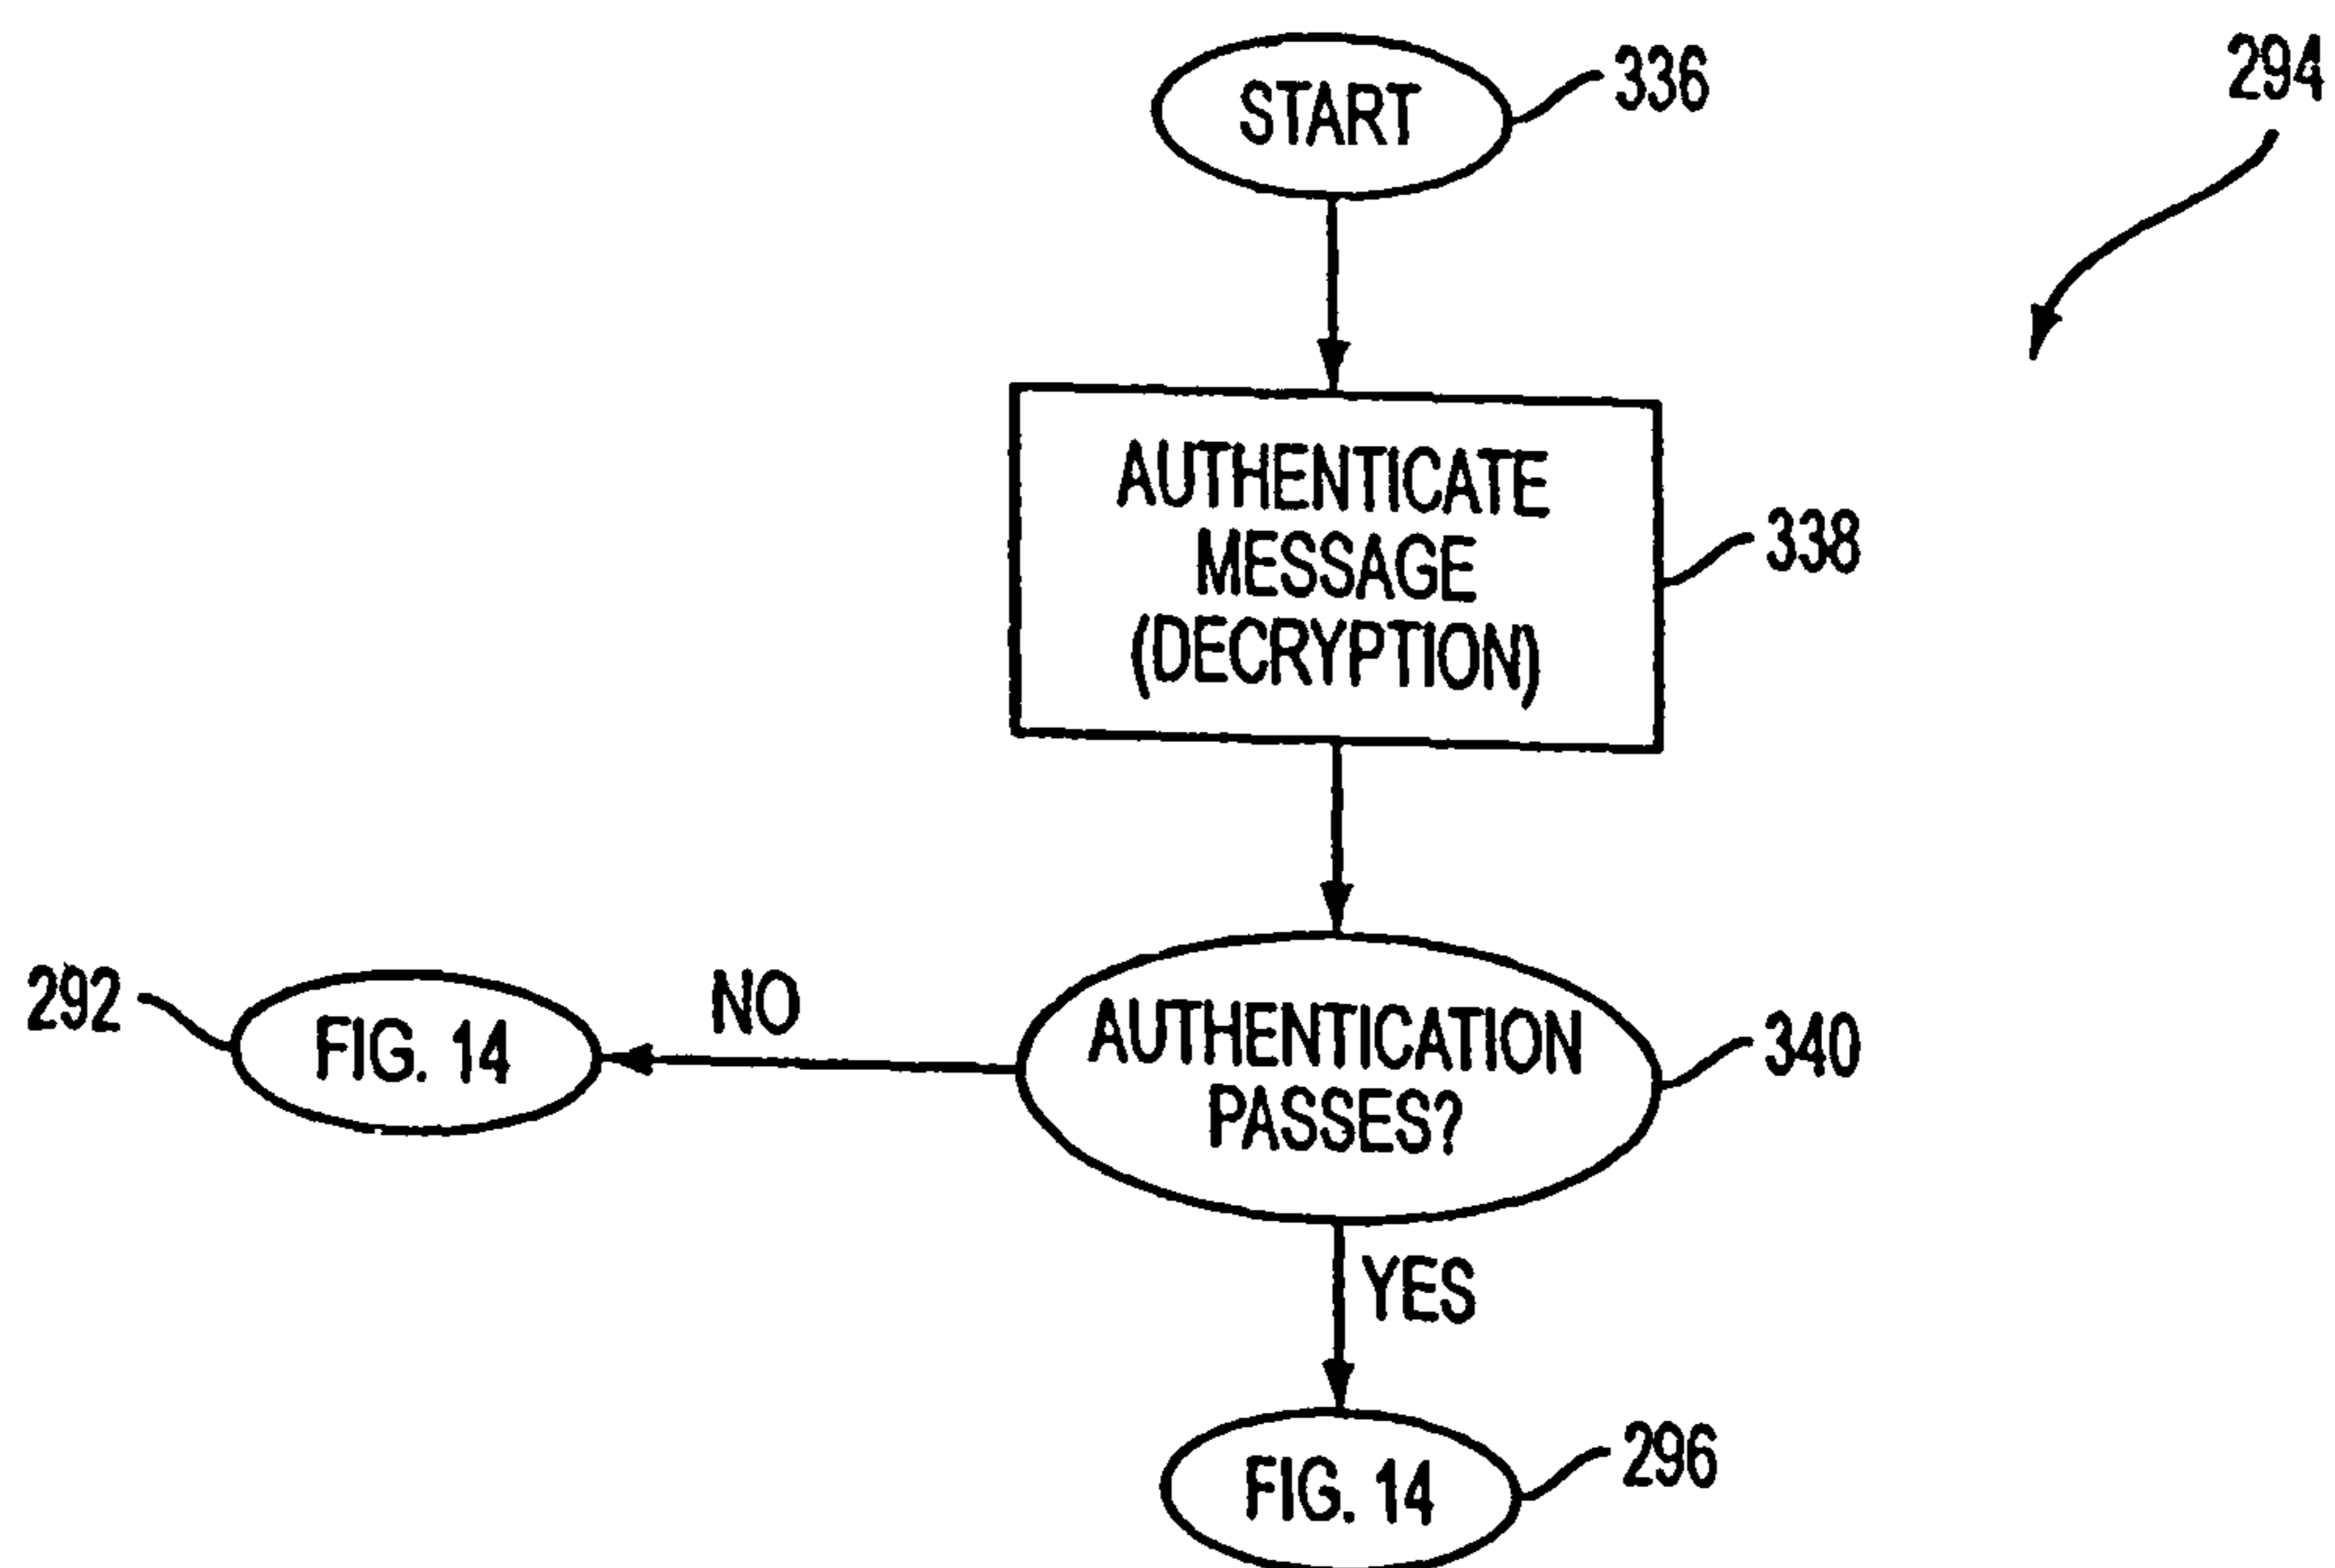 START
336
294
AUTHENTICATE
MESSAGE
(DECRYPTION)
338
292
FIG. 14
NO
AUTHENTICATION
PASSES?
340
YES
FIG. 14
296